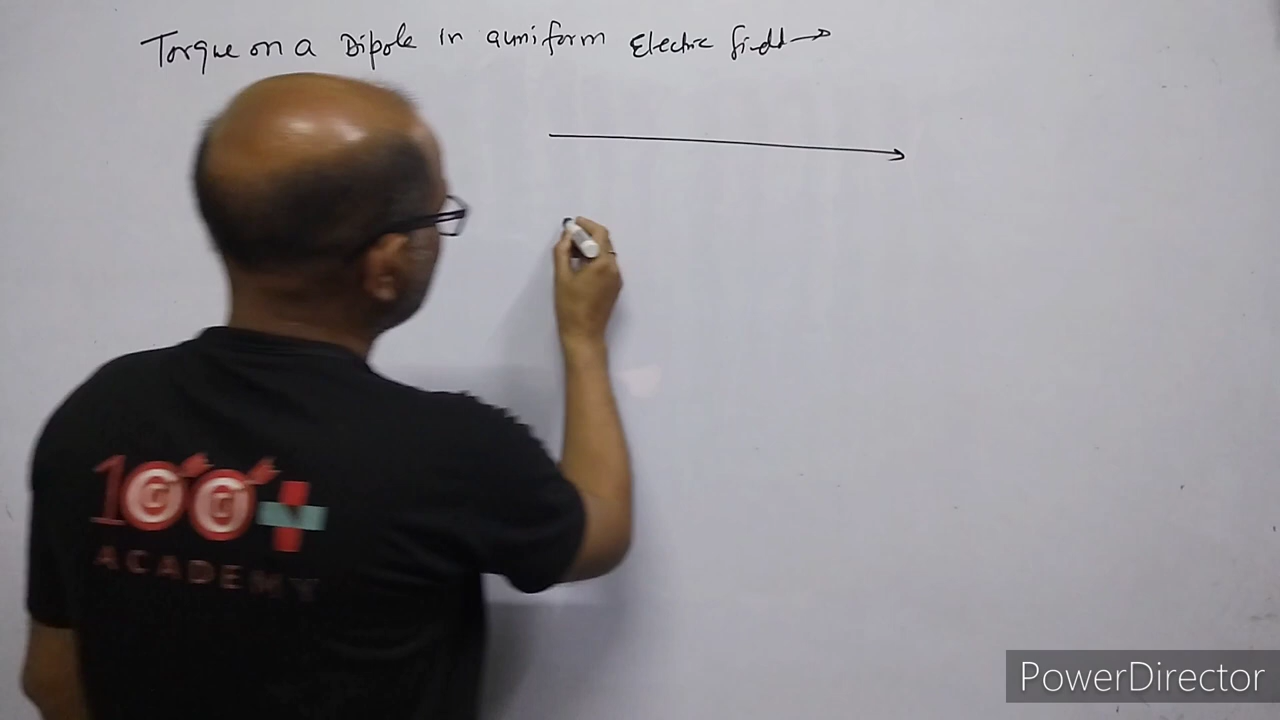 Torque on a Dipole in a uniform Electric field →
100+
ACADEMY
PowerDirector